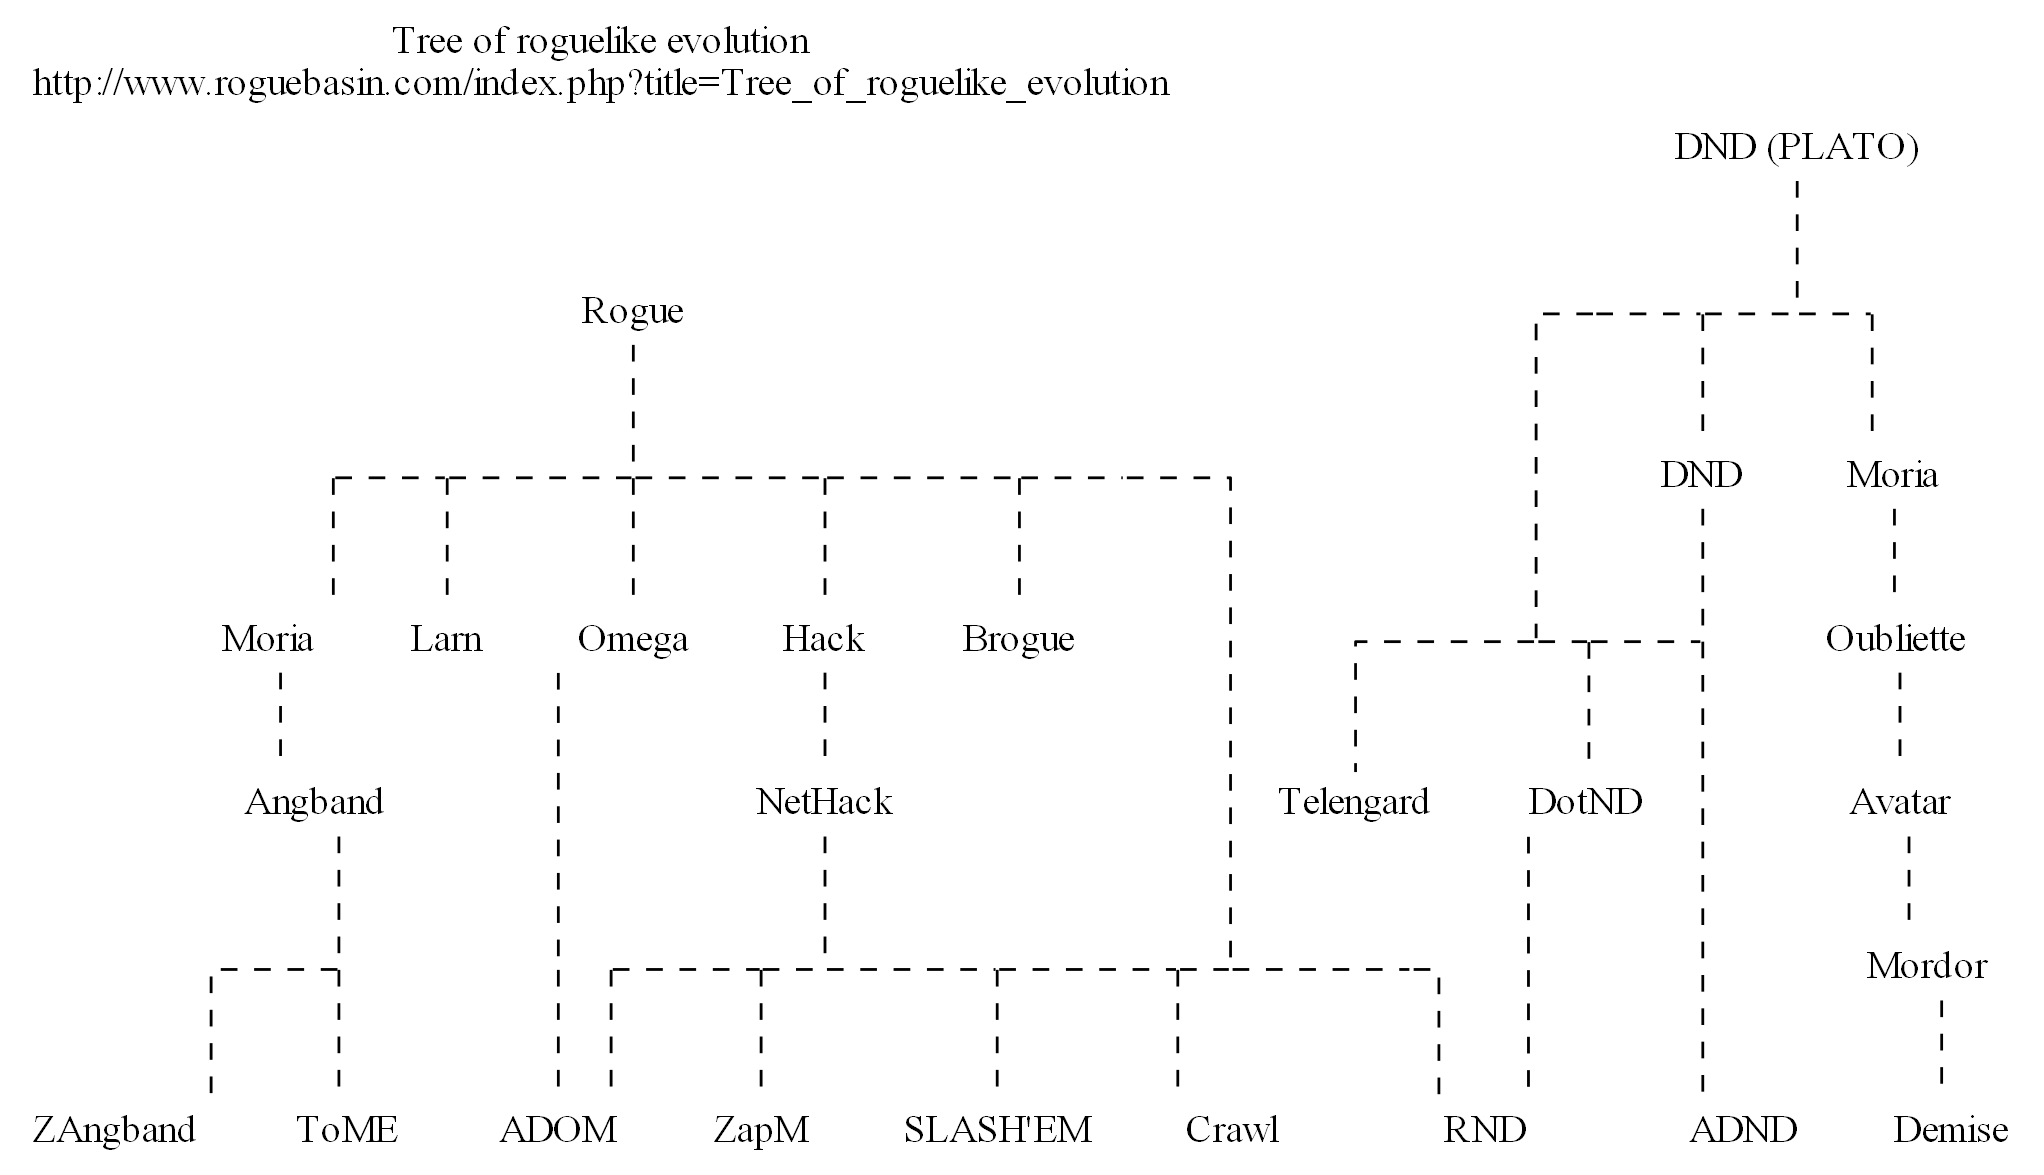 Tree of roguelike evolution
http://www.roguebasin.com/index.php?title=Tree_of_roguelike_evolution
DND (PLATO)
Rogue
DND Moria
Moria Larn Omega Hack Brogue Oubliette
Angband NetHack Telengard DotND Avatar
Mordor
ZAngband ToME ADOM ZapM SLASH'EM Crawl RND ADND Demise